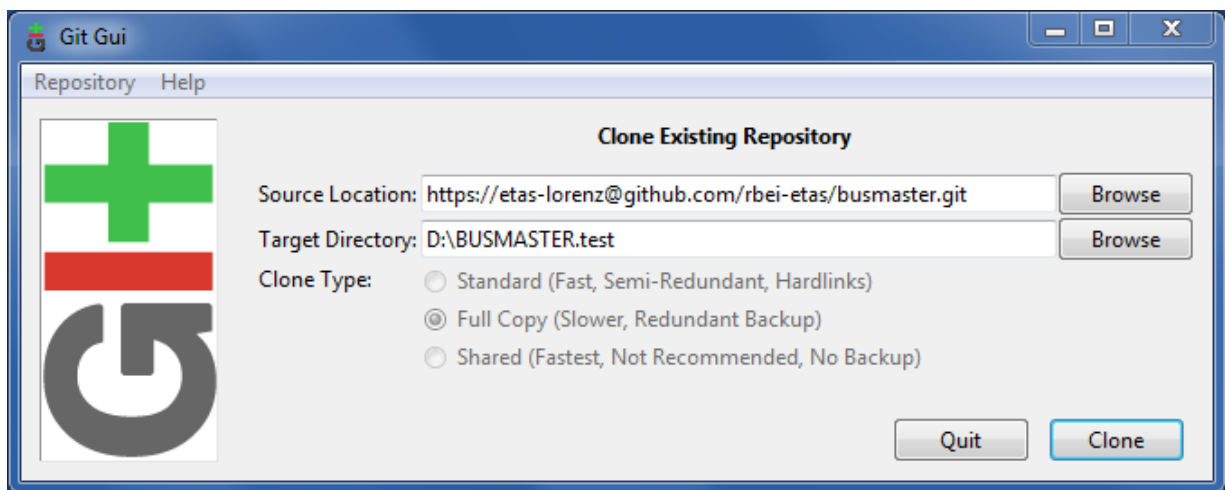 Git Gui
Repository Help
Clone Existing Repository
Source Location: https://etas-lorenz@github.com/rbei-etas/busmaster.git Browse
Target Directory: D:\BUSMASTER.test Browse
Clone Type: Standard (Fast, Semi-Redundant, Hardlinks)
Full Copy (Slower, Redundant Backup)
Shared (Fastest, Not Recommended, No Backup)
Quit Clone
GIT